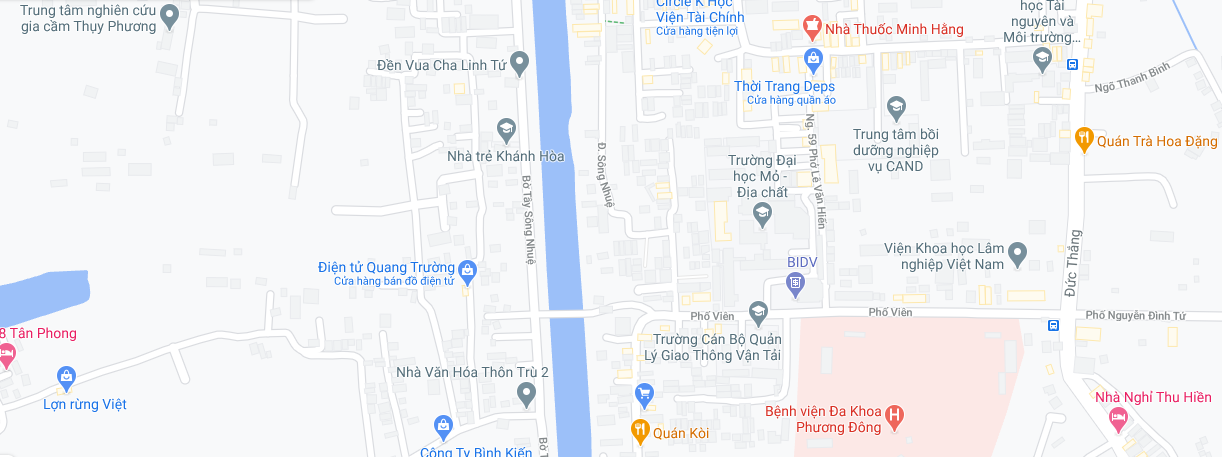 Trung tâm nghiên cứu
gia cầm Thụy Phương
Circle K Học
Viện Tài Chính
Cửa hàng tiện lợi
Nhà Thuốc Minh Hằng
học Tài
nguyên và
Môi trường...
Đền Vua Cha Linh Tứ
Thời Trang Deps
Cửa hàng quần áo
Ngõ Thanh Bình
Nhà trẻ Khánh Hòa
Đ. Sông Nhuệ
Ng. 59 Phố Lê Văn Hiến
Trung tâm bồi
dưỡng nghiệp
vụ CAND
Quán Trà Hoa Đặng
Trường Đại
học Mỏ -
Địa chất
Bờ Tây Sông Nhuệ
Viện Khoa học Lâm
nghiệp Việt Nam
Đức Thắng
Điện tử Quang Trường
Cửa hàng bán đồ điện tử
BIDV
Phố Viên
Phố Viên
Phố Nguyễn Đình Tứ
8 Tân Phong
Trường Cán Bộ Quản
Lý Giao Thông Vận Tải
Nhà Văn Hóa Thôn Trù 2
Lợn rừng Việt
Nhà Nghỉ Thu Hiền
Bệnh viện Đa Khoa
Phương Đông
Quán Kòi
Công Ty Bình Kiến
Bờ T